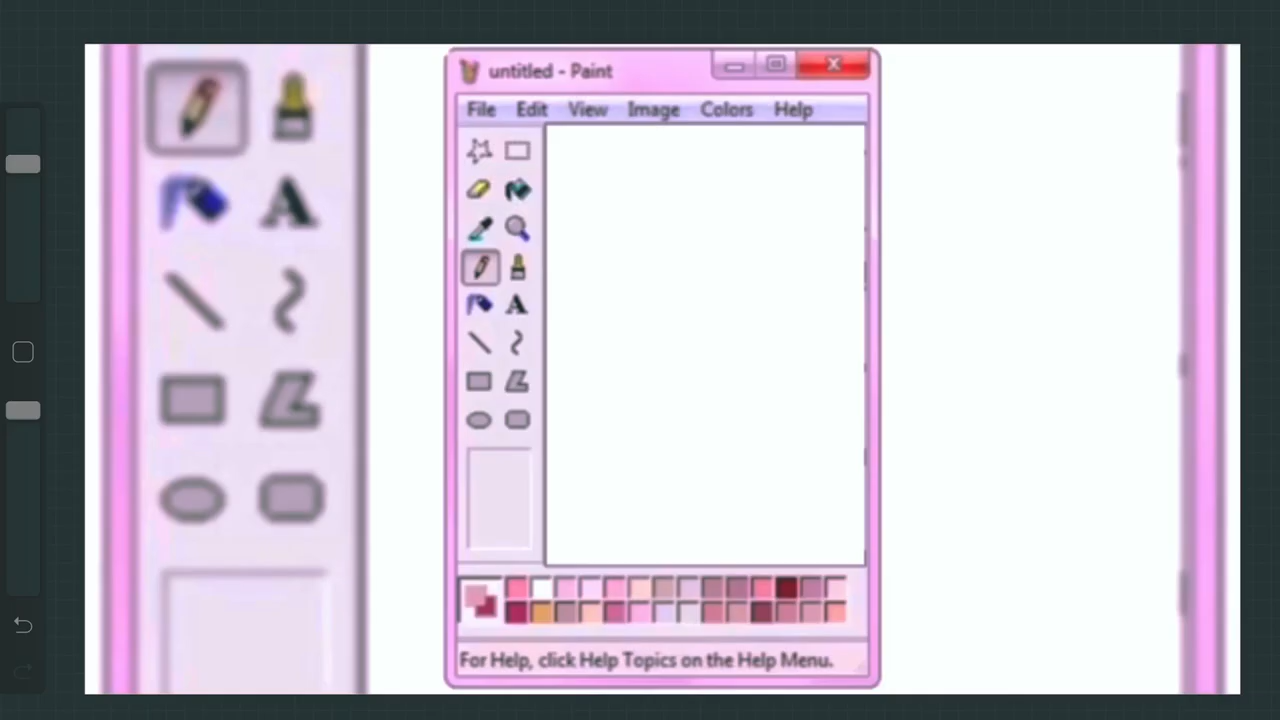 untitled - Paint
File Edit View Image Colors Help
A
A
For Help, click Help Topics on the Help Menu.